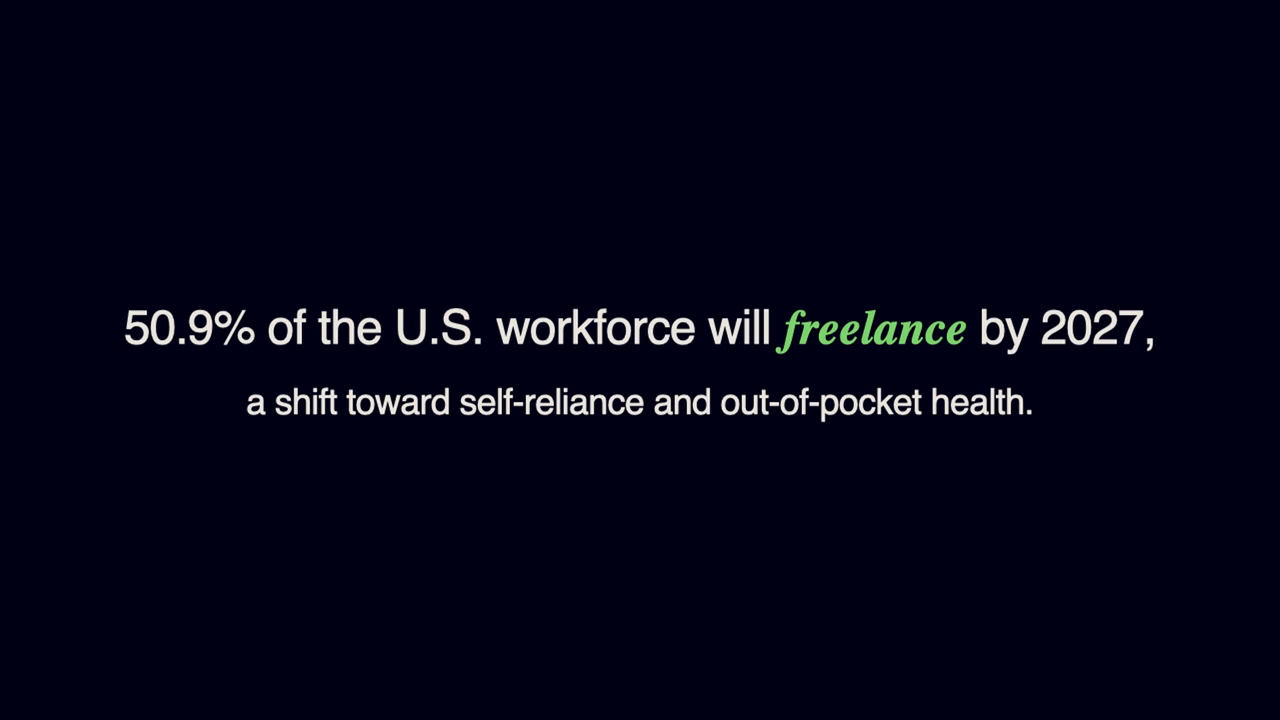 50.9% of the U.S. workforce will freelance by 2027,
a shift toward self-reliance and out-of-pocket health.